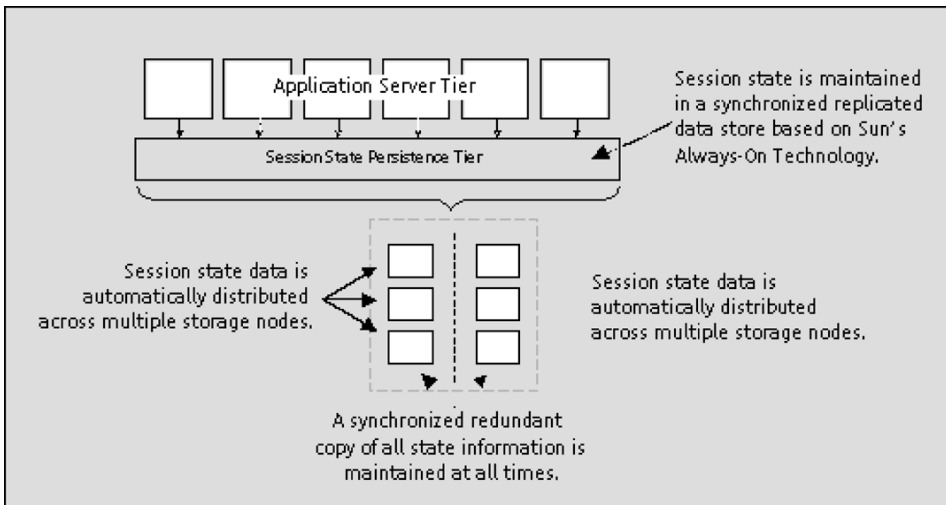 Application Server Tier
Session state is maintained
in a synchronized replicated
data store based on Sun's
Always-On Technology.
Session State Persistence Tier
Session state data is
automatically distributed
across multiple storage nodes.
Session state data is
automatically distributed
across multiple storage nodes.
A synchronized redundant
copy of all state information is
maintained at all times.